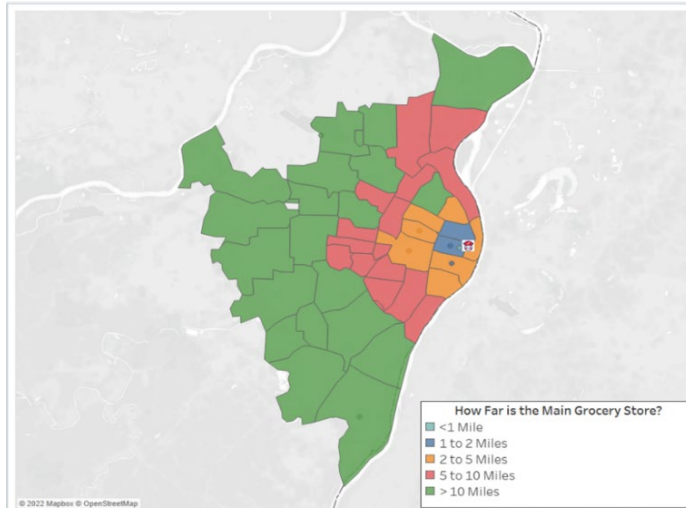 How Far is the Main Grocery Store?
<1 Mile
1 to 2 Miles
2 to 5 Miles
5 to 10 Miles
> 10 Miles
© 2022 Mapbox © OpenStreetMap